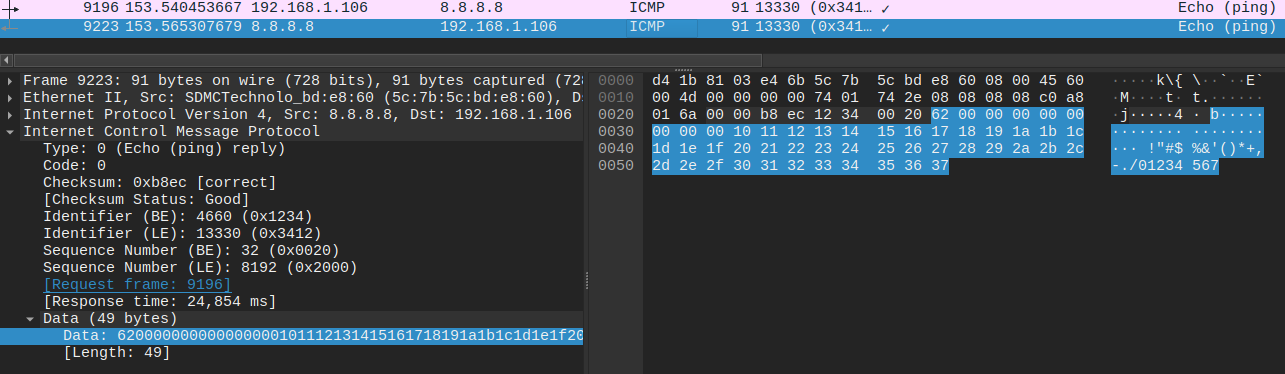 9196 153.540453667 192.168.1.106 8.8.8.8 ICMP 91 13330 (0x341… ✓ Echo (ping)
9223 153.565307679 8.8.8.8 192.168.1.106 ICMP 91 13330 (0x341… ✓ Echo (ping)
Frame 9223: 91 bytes on wire (728 bits), 91 bytes captured (728
Ethernet II, Src: SDMCTechnolo_bd:e8:60 (5c:7b:5c:bd:e8:60), Ds
Internet Protocol Version 4, Src: 8.8.8.8, Dst: 192.168.1.106
Internet Control Message Protocol
Type: 0 (Echo (ping) reply)
Code: 0
Checksum: 0xb8ec [correct]
[Checksum Status: Good]
Identifier (BE): 4660 (0x1234)
Identifier (LE): 13330 (0x3412)
Sequence Number (BE): 32 (0x0020)
Sequence Number (LE): 8192 (0x2000)
[Request frame: 9196]
[Response time: 24,854 ms]
Data (49 bytes)
Data: 620000000000000000101112131415161718191a1b1c1d1e1f20
[Length: 49]
0000 d4 1b 81 03 e4 6b 5c 7b 5c bd e8 60 08 00 45 60 ·····k\{ \··`··E`
0010 00 4d 00 00 00 00 74 01 74 2e 08 08 08 08 c0 a8 ·M····t· t.······
0020 01 6a 00 00 b8 ec 12 34 00 20 62 00 00 00 00 00 ·j·····4 · b·····
0030 00 00 00 10 11 12 13 14 15 16 17 18 19 1a 1b 1c ········ ········
0040 1d 1e 1f 20 21 22 23 24 25 26 27 28 29 2a 2b 2c ··· !"#$ %&'()*+,
0050 2d 2e 2f 30 31 32 33 34 35 36 37 -./01234 567